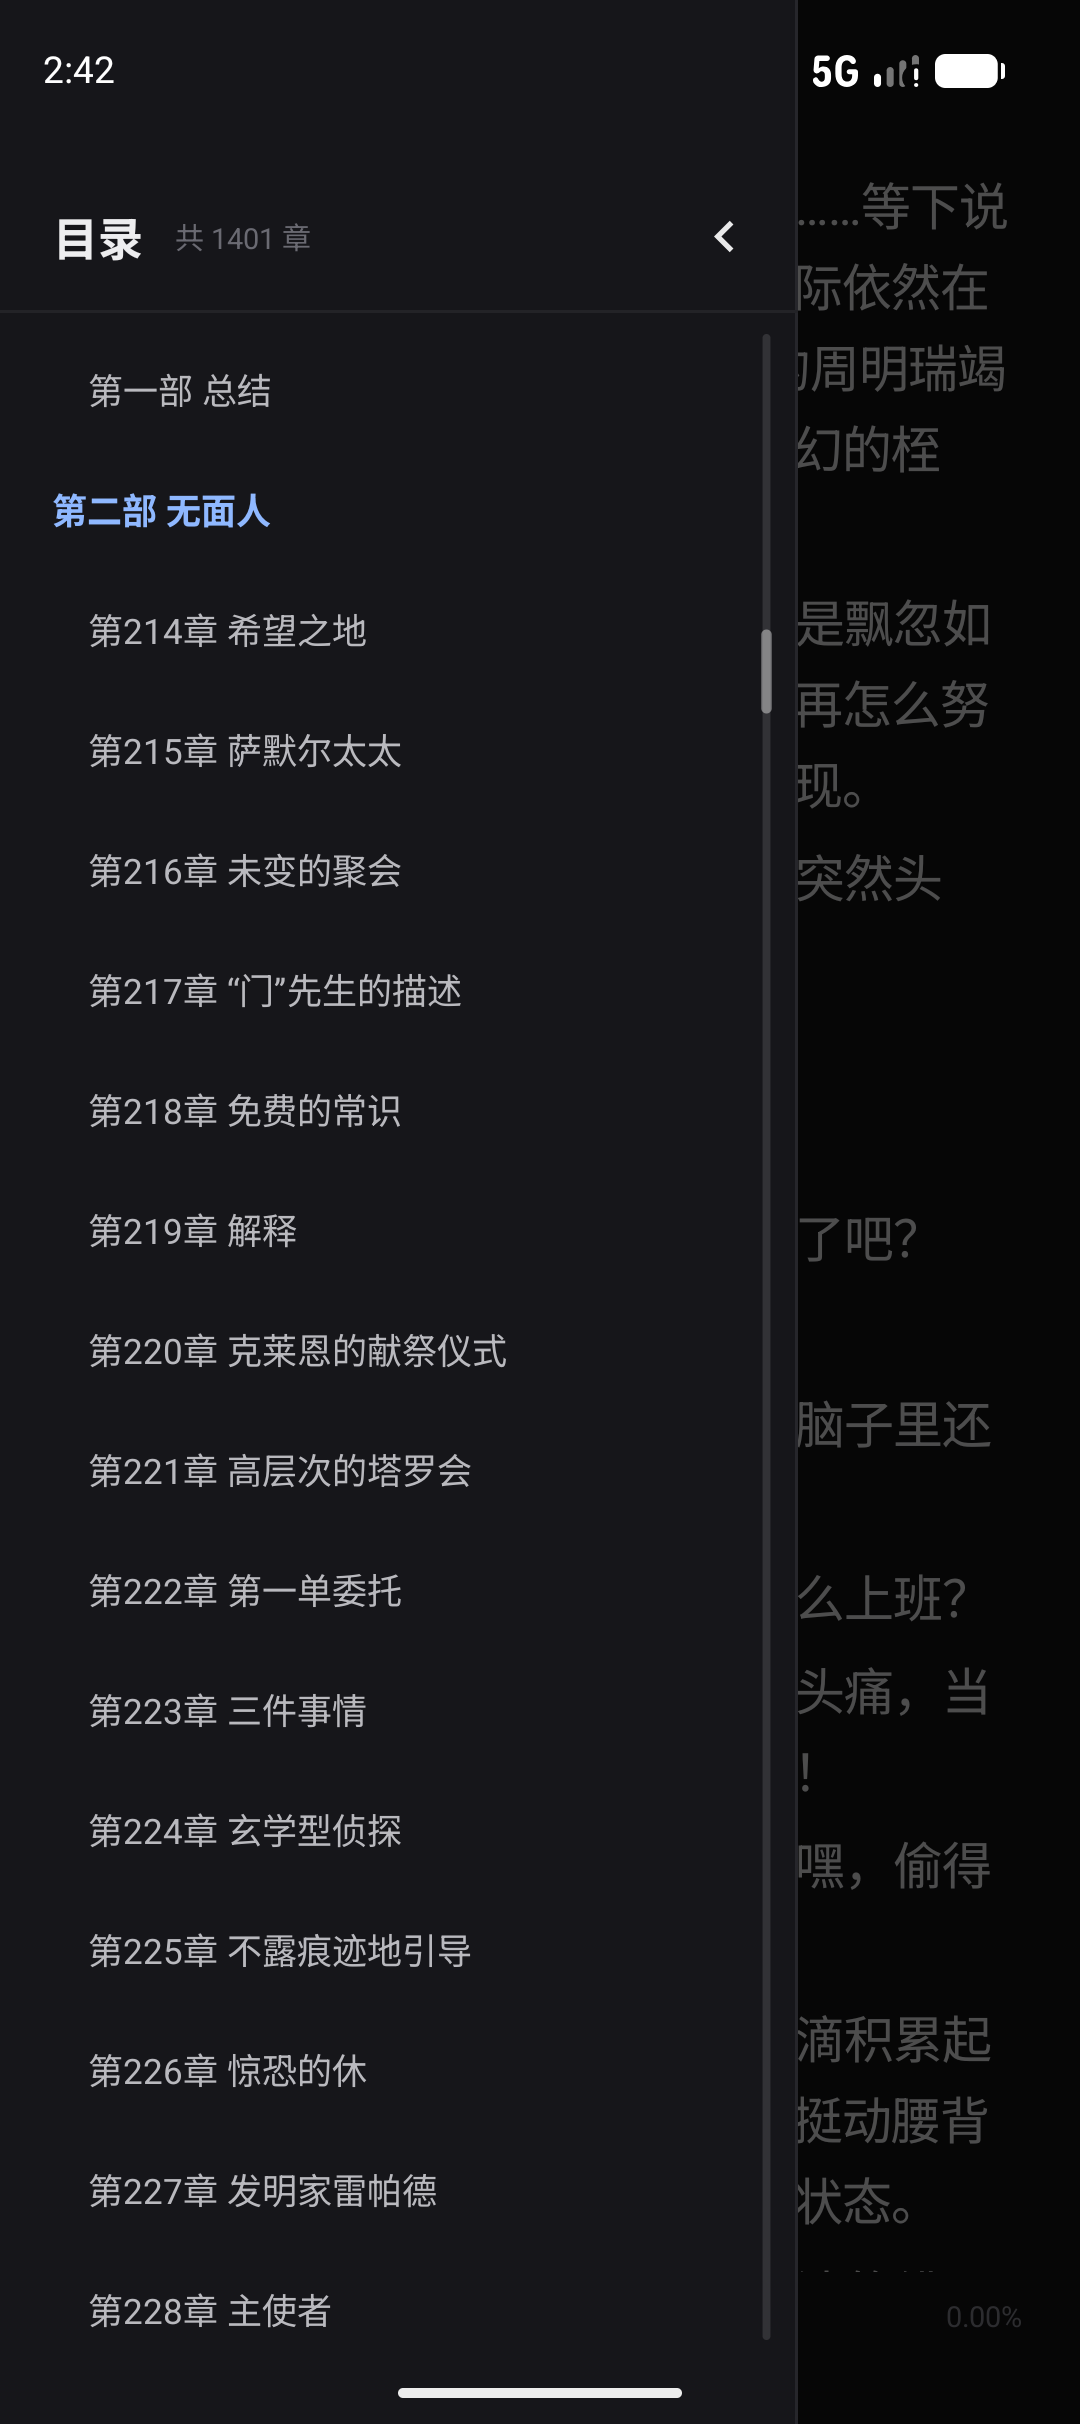 2:42
5G
目录 共 1401 章
第一部 总结
第二部 无面人
第214章 希望之地
第215章 萨默尔太太
第216章 未变的聚会
第217章 “门”先生的描述
第218章 免费的常识
第219章 解释
第220章 克莱恩的献祭仪式
第221章 高层次的塔罗会
第222章 第一单委托
第223章 三件事情
第224章 玄学型侦探
第225章 不露痕迹地引导
第226章 惊恐的休
第227章 发明家雷帕德
第228章 主使者
……等下说
际依然在
周明瑞竭
幻的桎
是飘忽如
再怎么努
现。
突然头
了吧？
脑子里还
么上班？
头痛，当
！
嘿，偷得
滴积累起
挺动腰背
状态。
0.00%